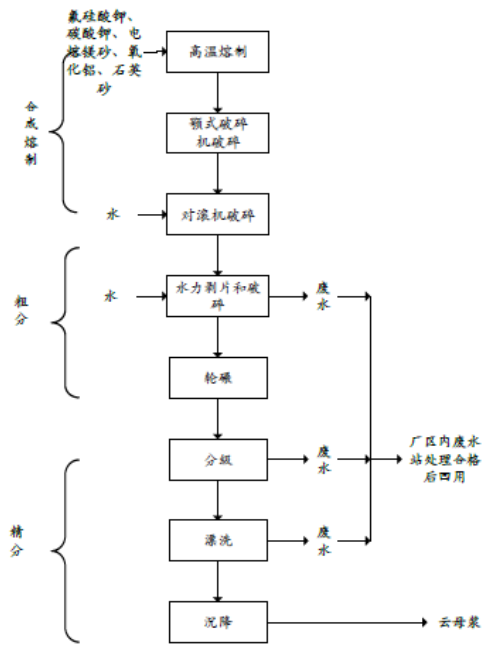 氟硅酸钾、
碳酸钾、电
熔镁砂、氧
化铝、石英
砂
高温熔制
合成熔制
颚式破碎
机破碎
水
对滚机破碎
粗分
水
水力剥片和破
碎
废
水
轮碾
分级
废
水
厂区内废水
站处理合格
后回用
精分
漂洗
废
水
沉降
云母浆